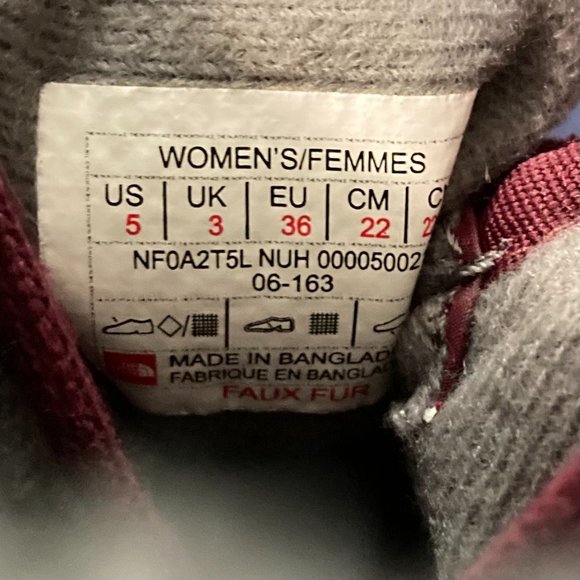 WOMEN'S/FEMMES
US UK EU CM C
5 3 36 22 22
NF0A2T5L NUH 00005002
06-163
MADE IN BANGLAD
FABRIQUE EN BANGLAD
FAUX FUR